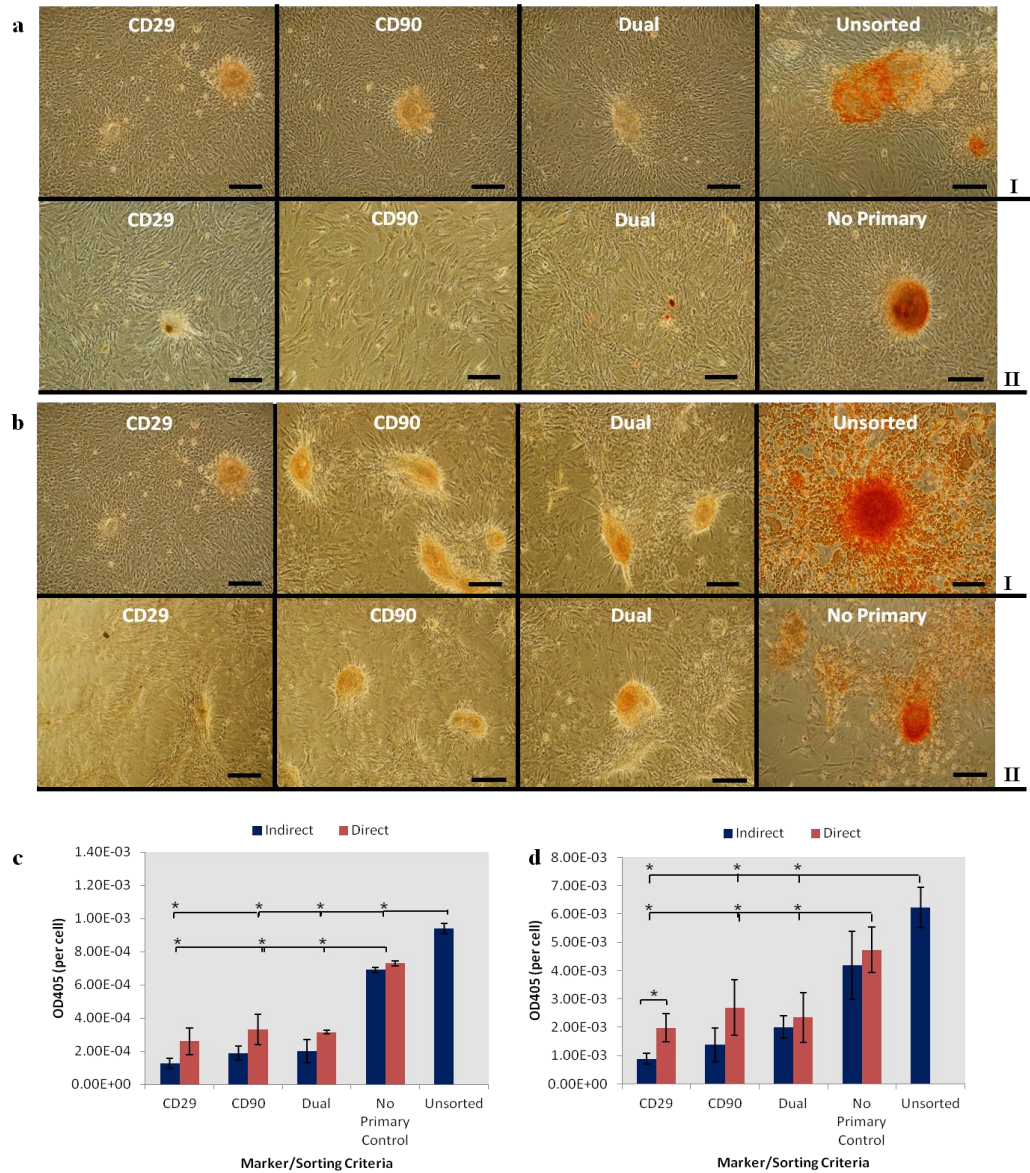 a
CD29 CD90 Dual Unsorted
I
CD29 CD90 Dual No Primary
II
b
CD29 CD90 Dual Unsorted
I
CD29 CD90 Dual No Primary
II
c
Indirect Direct
1.40E-03
1.20E-03
1.00E-03
8.00E-04
6.00E-04
4.00E-04
2.00E-04
0.00E+00
OD405 (per cell)
* * * *
* * *
CD29 CD90 Dual No Primary Control Unsorted
Marker/Sorting Criteria
d
Indirect Direct
8.00E-03
7.00E-03
6.00E-03
5.00E-03
4.00E-03
3.00E-03
2.00E-03
1.00E-03
0.00E+00
OD405 (per cell)
* * *
* * *
*
CD29 CD90 Dual No Primary Control Unsorted
Marker/Sorting Criteria